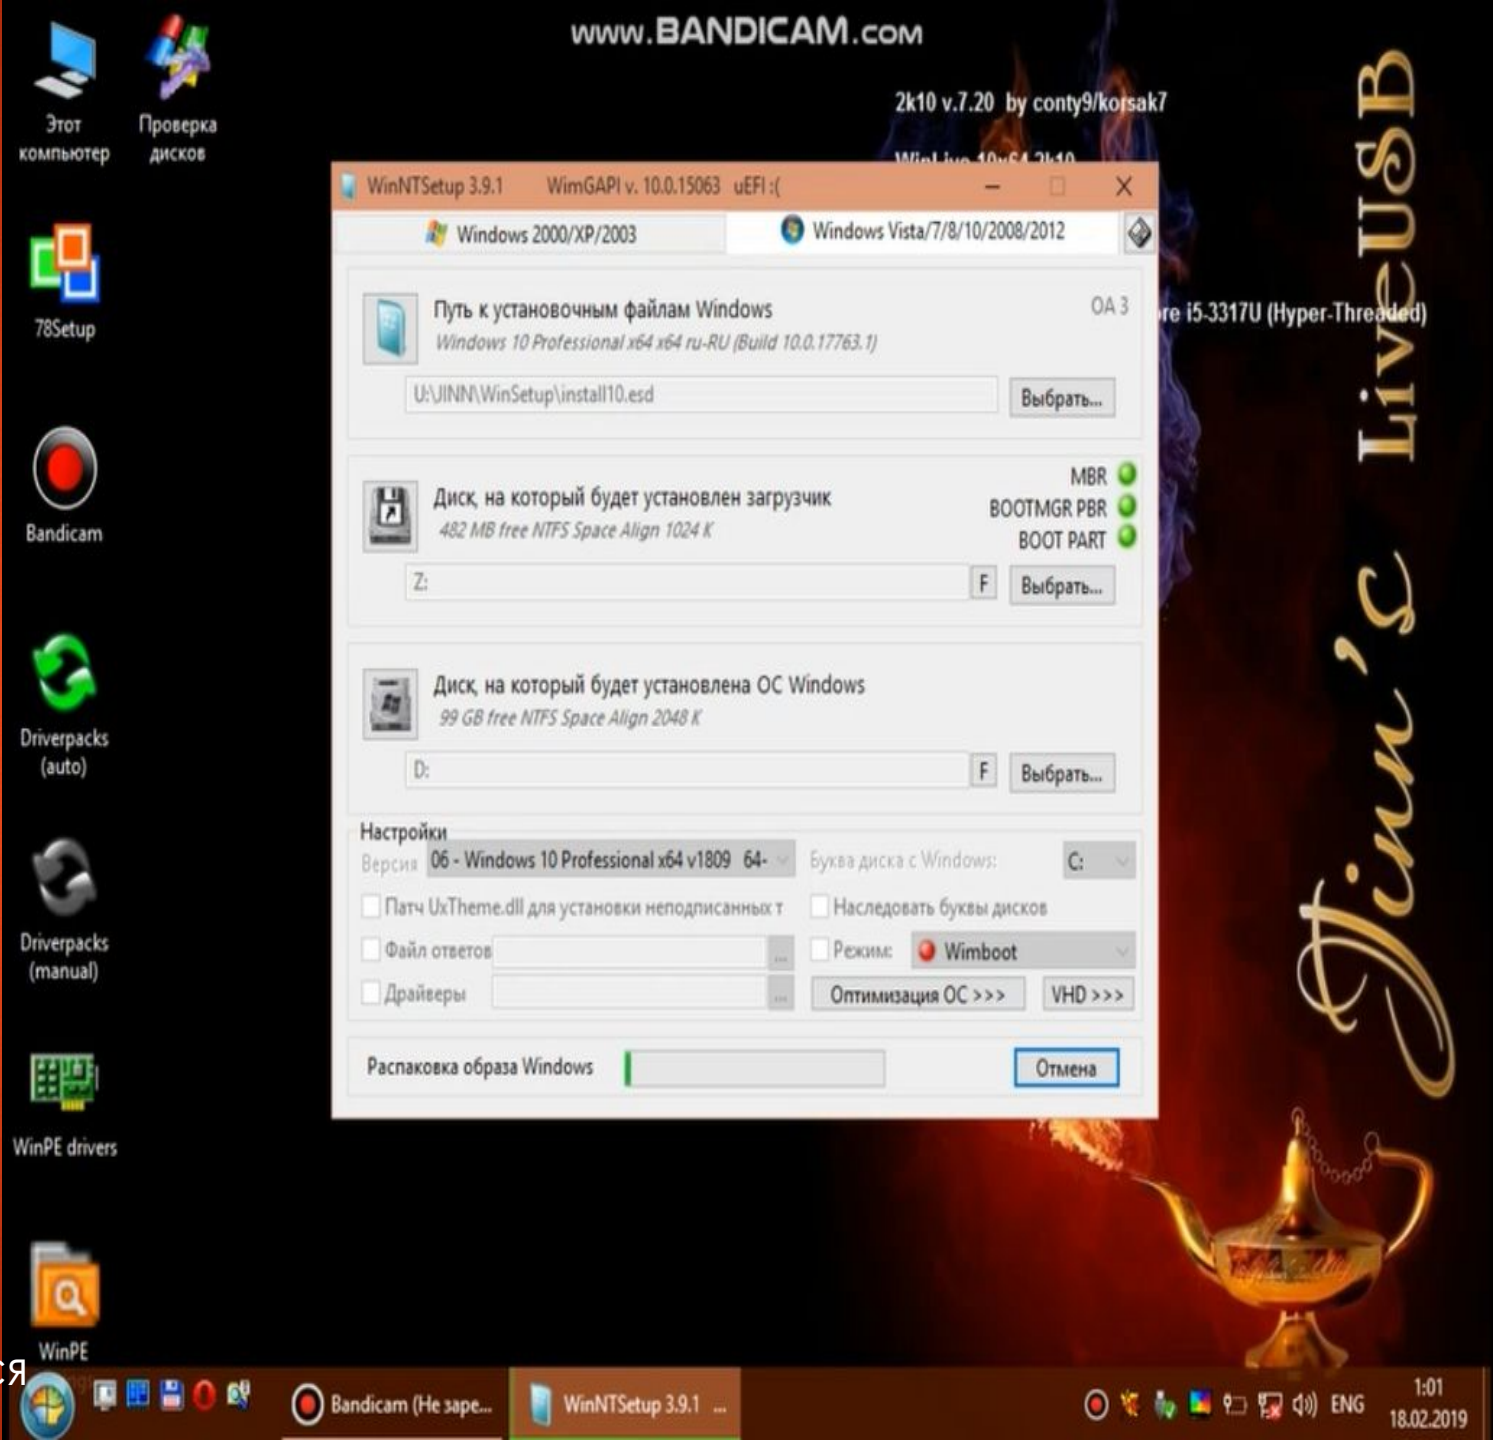 www.BANDICAM.COM
Этот компьютер
Проверка дисков
2k10 v.7.20 by conty9/korsak7
WinLive 10x64 2k10
WinNTSetup 3.9.1 WimGAPI v. 10.0.15063 uEFI :(
Windows 2000/XP/2003
Windows Vista/7/8/10/2008/2012
78Setup
Путь к установочным файлам Windows
OA 3
re i5-3317U (Hyper-Threaded)
Windows 10 Professional x64 x64 ru-RU (Build 10.0.17763.1)
U:\JINN\WinSetup\install10.esd
Выбрать...
Bandicam
Диск, на который будет установлен загрузчик
482 MB free NTFS Space Align 1024 K
MBR
BOOTMGR PBR
BOOT PART
Z:
F
Выбрать...
Driverpacks (auto)
Диск, на который будет установлена ОС Windows
99 GB free NTFS Space Align 2048 K
D:
F
Выбрать...
Настройки
Версия
06 - Windows 10 Professional x64 v1809 64-
Буква диска с Windows:
C:
Патч UxTheme.dll для установки неподписанных т
Наследовать буквы дисков
Driverpacks (manual)
Файл ответов
...
Режим:
Wimboot
Драйверы
...
Оптимизация ОС >>>
VHD >>>
Распаковка образа Windows
Отмена
WinPE drivers
WinPE
Jinn's LiveUSB
ся
Bandicam (Не заре...
WinNTSetup 3.9.1 ...
ENG
1:01
18.02.2019